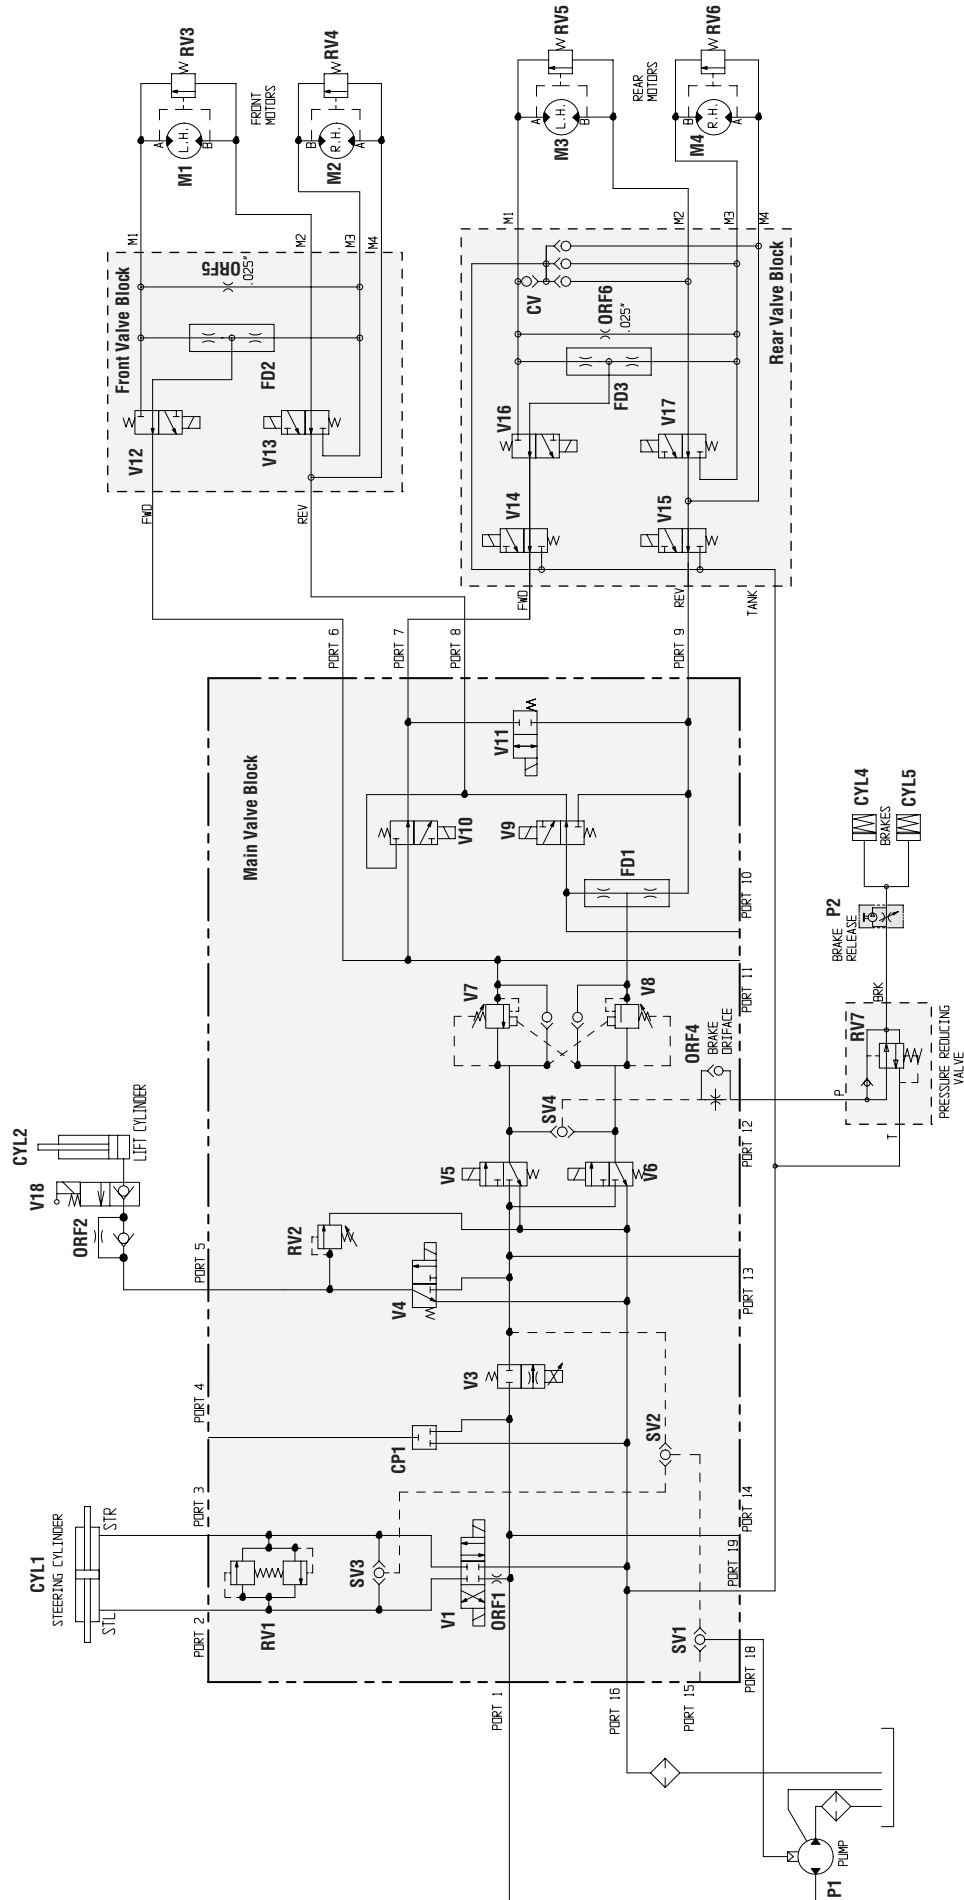 CYL1
STEERING CYLINDER
STL
STR
PORT 2
PORT 3
PORT 4
PORT 5
CYL2
LIFT CYLINDER
V18
ORF2
Main Valve Block
RV1
SV3
V1
ORF1
CP1
V3
V4
RV2
V5
V6
SV4
V7
V8
V10
V9
V11
FD1
SV2
SV1
PORT 1
PORT 16
PORT 15
PORT 18
PORT 19
PORT 14
PORT 13
PORT 12
PORT 11
PORT 10
PORT 6
PORT 7
PORT 8
PORT 9
P1
PUMP
ORF4
BRAKE
ORIFACE
P
T
BRK
RV7
PRESSURE REDUCING
VALVE
BRAKE
RELEASE
P2
CYL4
BRAKES
CYL5
Front Valve Block
FWD
REV
V12
V13
FD2
ORF5
.025"
M1
M2
M3
M4
A
B
M1
L.H.
RV3
FRONT
MOTORS
B
A
M2
R.H.
RV4
Rear Valve Block
FWD
REV
TANK
V14
V15
V16
V17
FD3
ORF6
.025"
CV
M1
M2
M3
M4
A
B
M3
L.H.
RV5
REAR
MOTORS
B
A
M4
R.H.
RV6